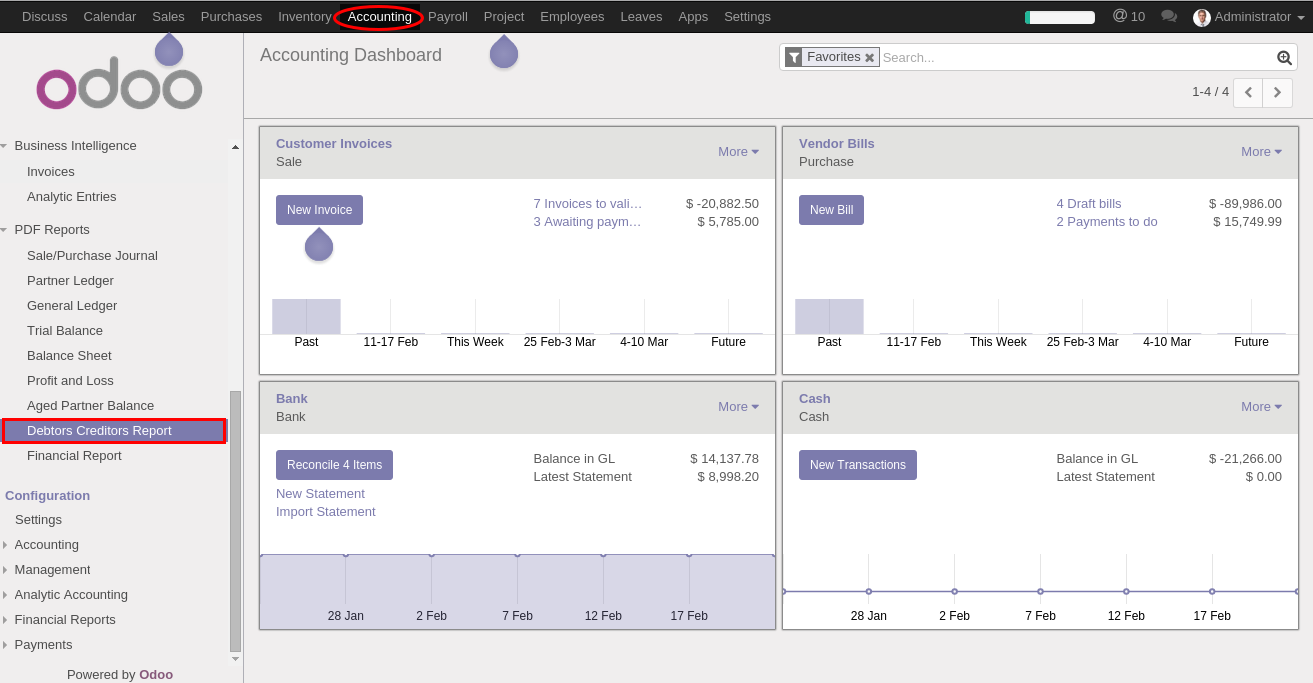 Discuss Calendar Sales Purchases Inventory Accounting Payroll Project Employees Leaves Apps Settings @ 10 Administrator
odoo
Business Intelligence
Invoices
Analytic Entries
PDF Reports
Sale/Purchase Journal
Partner Ledger
General Ledger
Trial Balance
Balance Sheet
Profit and Loss
Aged Partner Balance
Debtors Creditors Report
Financial Report
Configuration
Settings
Accounting
Management
Analytic Accounting
Financial Reports
Payments
Powered by Odoo
Accounting Dashboard
Favorites Search...
1-4 / 4
Customer Invoices
Sale
More
New Invoice
7 Invoices to vali… $ -20,882.50
3 Awaiting paym… $ 5,785.00
Past 11-17 Feb This Week 25 Feb-3 Mar 4-10 Mar Future
Vendor Bills
Purchase
More
New Bill
4 Draft bills $ -89,986.00
2 Payments to do $ 15,749.99
Past 11-17 Feb This Week 25 Feb-3 Mar 4-10 Mar Future
Bank
Bank
More
Reconcile 4 Items
New Statement
Import Statement
Balance in GL $ 14,137.78
Latest Statement $ 8,998.20
28 Jan 2 Feb 7 Feb 12 Feb 17 Feb
Cash
Cash
More
New Transactions
Balance in GL $ -21,266.00
Latest Statement $ 0.00
28 Jan 2 Feb 7 Feb 12 Feb 17 Feb